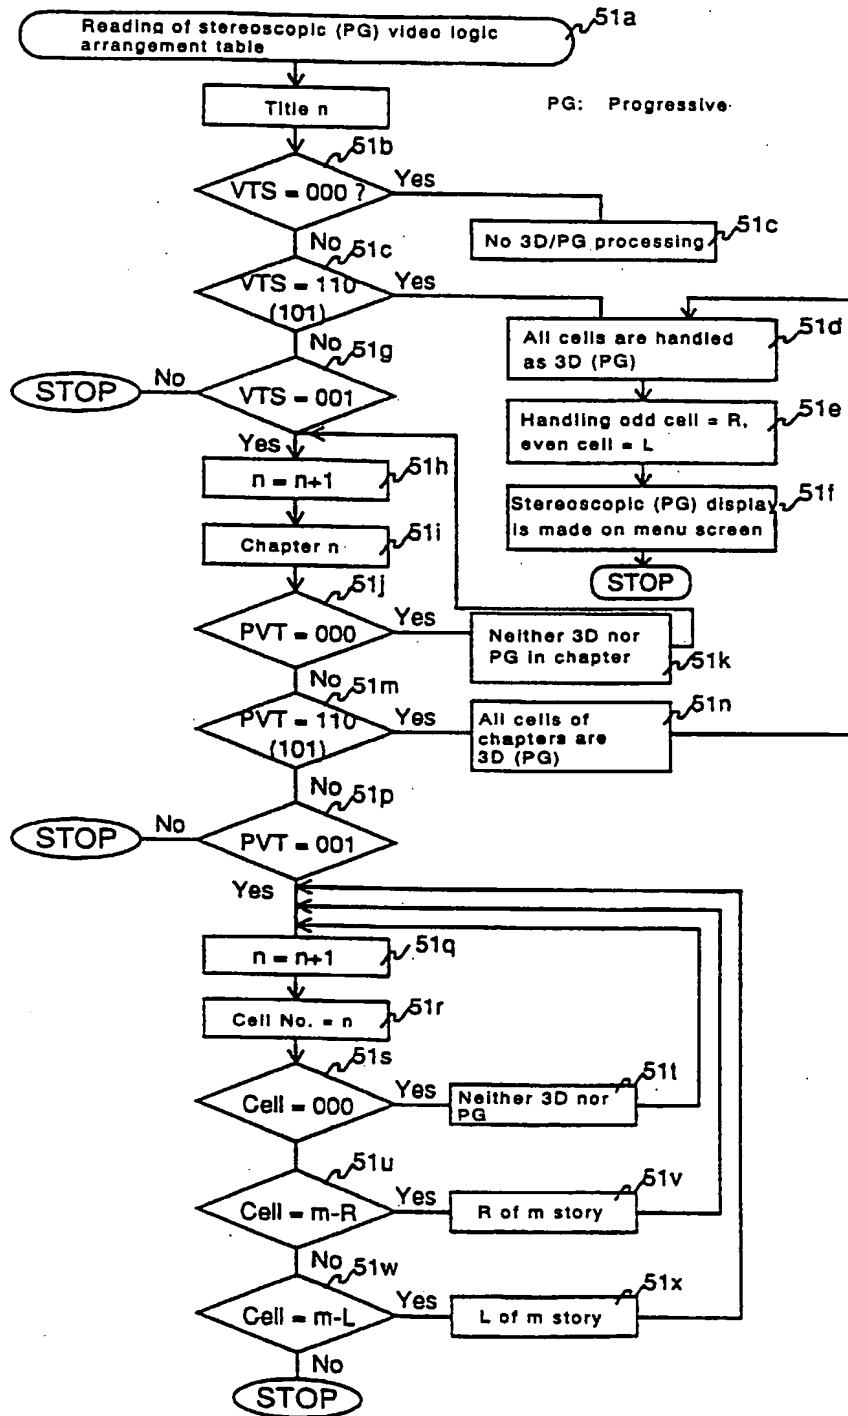 Reading of stereoscopic (PG) video logic
arrangement table
51a
Title n
PG: Progressive
51b
VTS = 000 ?
Yes
No
51c
No 3D/PG processing
51c
VTS = 110
(101)
Yes
No
51d
All cells are handled
as 3D (PG)
51g
VTS = 001
No
STOP
Yes
51e
Handling odd cell = R,
even cell = L
n = n+1
51h
51f
Stereoscopic (PG) display
is made on menu screen
STOP
Chapter n
51i
51j
PVT = 000
Yes
No
Neither 3D nor
PG in chapter
51k
51m
PVT = 110
(101)
Yes
No
51n
All cells of
chapters are
3D (PG)
51p
PVT = 001
No
STOP
Yes
n = n+1
51q
Cell No. = n
51r
51s
Cell = 000
Yes
51t
Neither 3D nor
PG
51u
Cell = m-R
Yes
No
51v
R of m story
51w
Cell = m-L
Yes
No
51x
L of m story
STOP